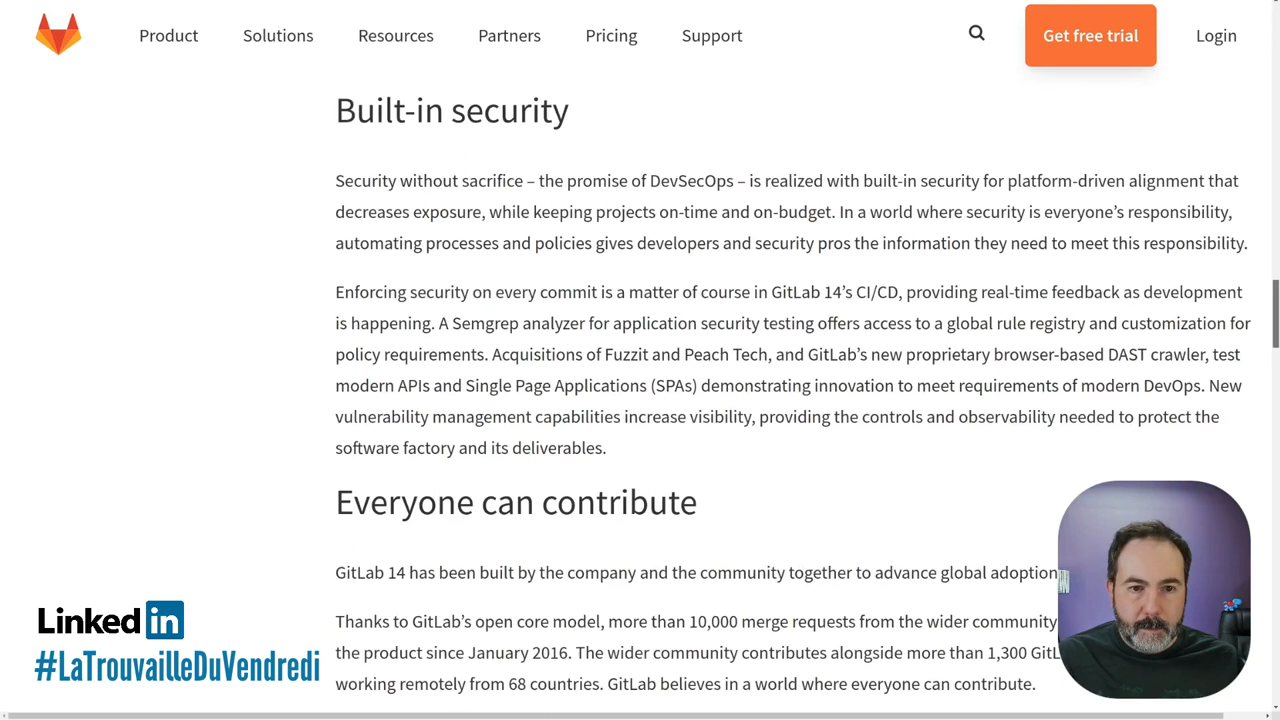 Product Solutions Resources Partners Pricing Support Get free trial Login
Built-in security
Security without sacrifice – the promise of DevSecOps – is realized with built-in security for platform-driven alignment that
decreases exposure, while keeping projects on-time and on-budget. In a world where security is everyone’s responsibility,
automating processes and policies gives developers and security pros the information they need to meet this responsibility.
Enforcing security on every commit is a matter of course in GitLab 14’s CI/CD, providing real-time feedback as development
is happening. A Semgrep analyzer for application security testing offers access to a global rule registry and customization for
policy requirements. Acquisitions of Fuzzit and Peach Tech, and GitLab’s new proprietary browser-based DAST crawler, test
modern APIs and Single Page Applications (SPAs) demonstrating innovation to meet requirements of modern DevOps. New
vulnerability management capabilities increase visibility, providing the controls and observability needed to protect the
software factory and its deliverables.
Everyone can contribute
GitLab 14 has been built by the company and the community together to advance global adoption
Thanks to GitLab’s open core model, more than 10,000 merge requests from the wider community
the product since January 2016. The wider community contributes alongside more than 1,300
working remotely from 68 countries. GitLab believes in a world where everyone can contribute.
Linked in
#LaTrouvailleDuVendredi